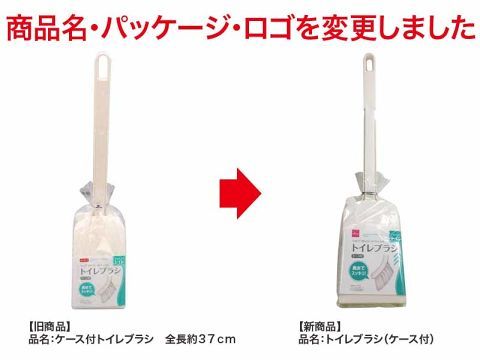 商品名・パッケージ・ロゴを変更しました
トイレブラシ
トイレブラシ
【旧商品】
品名：ケース付トイレブラシ　全長約37cm
【新商品】
品名：トイレブラシ（ケース付）